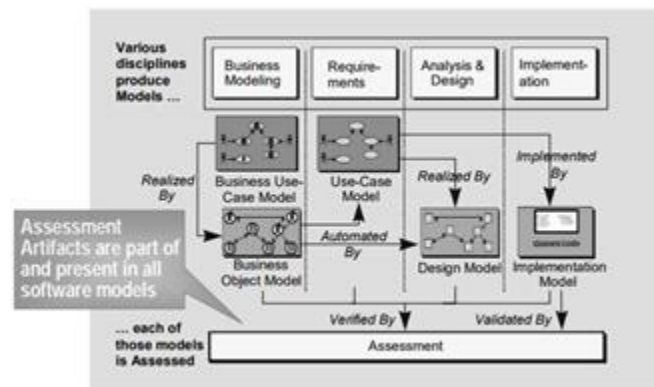 Various
disciplines
produce
Models ...
Business
Modeling
Require-
ments
Analysis &
Design
Implement-
ation
Realized
By
Business Use-
Case Model
Use-Case
Model
Realized
By
Implemented
By
Assessment
Artifacts are part of
and present in all
software models
Business
Object Model
Automated
By
Design Model
Implementation
Model
Verified By
Validated By
... each of
those models
is Assessed
Assessment